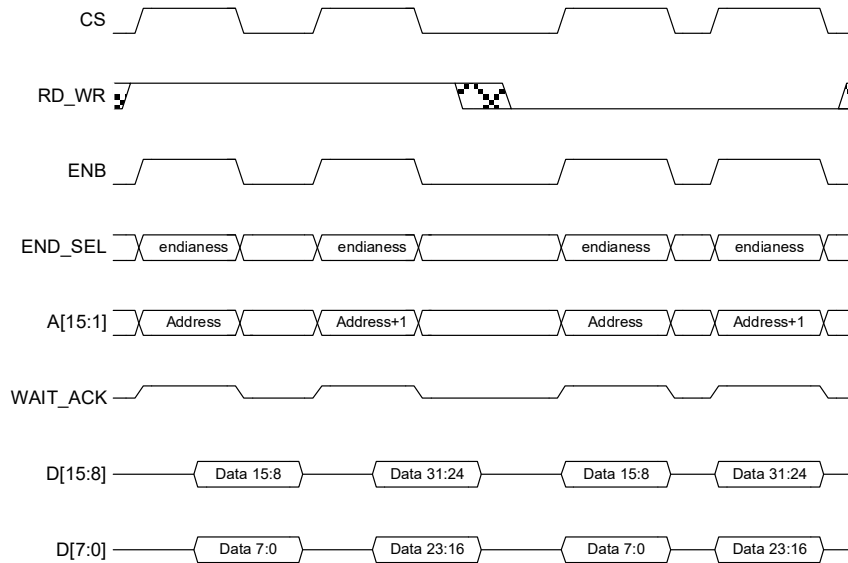 CS
RD_WR
ENB
END_SEL endianess endianess endianess endianess
A[15:1] Address Address+1 Address Address+1
WAIT_ACK
D[15:8] Data 15:8 Data 31:24 Data 15:8 Data 31:24
D[7:0] Data 7:0 Data 23:16 Data 7:0 Data 23:16